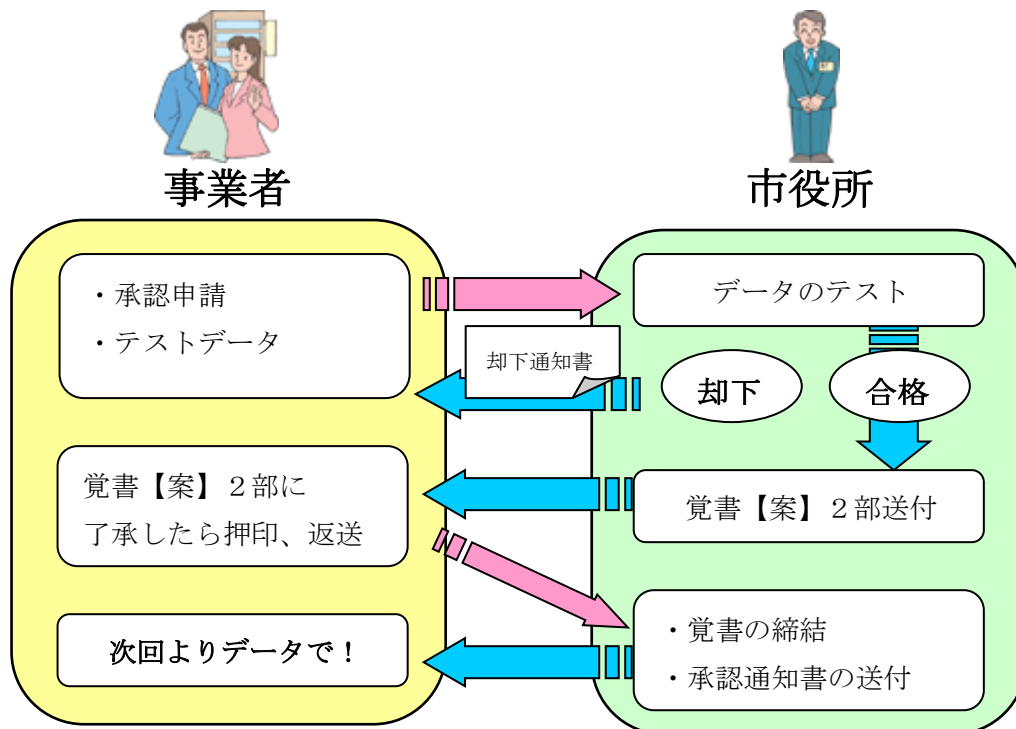 事業者
市役所
・承認申請
・テストデータ
データのテスト
却下通知書
却下
合格
覚書【案】２部送付
覚書【案】２部に
了承したら押印、返送
・覚書の締結
・承認通知書の送付
次回よりデータで！